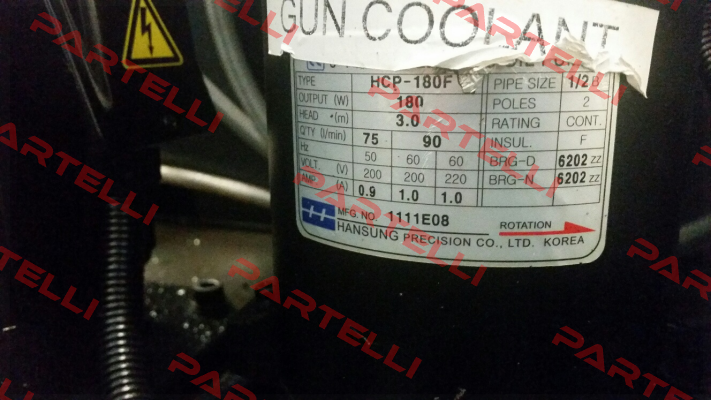 GUN COOLANT
TYPE HCP-180F PIPE SIZE 1/2B
OUTPUT (W) 180 POLES 2
HEAD (m) 3.0 RATING CONT.
Q'TY (l/min) 75 90 INSUL. F
Hz. 50 60 60 BRG-D 6202 ZZ
VOLT. (V) 200 200 220 BRG-N 6202 ZZ
AMP. (A) 0.9 1.0 1.0
MFG. NO 1111E08 ROTATION
HANSUNG PRECISION CO., LTD. KOREA
PARTELLI
PARTELLI
PARTELLI
PARTELLI
PARTELLI
PARTELLI
PARTELLI
PARTELLI
PARTELLI